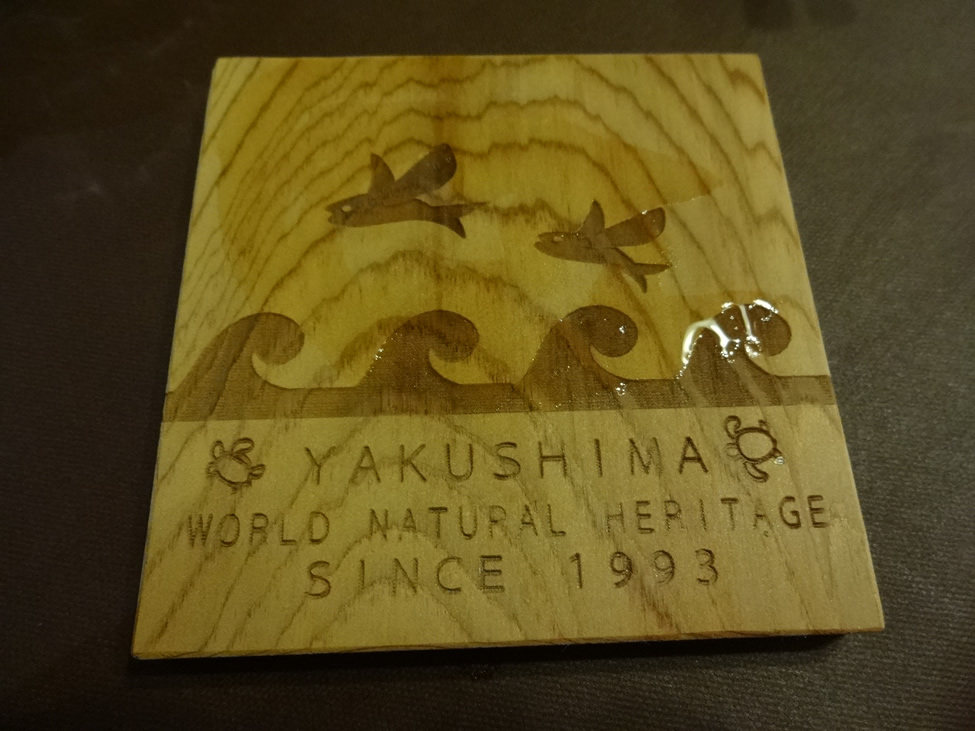 YAKUSHIMA
WORLD NATURAL HERITAGE
SINCE 1993